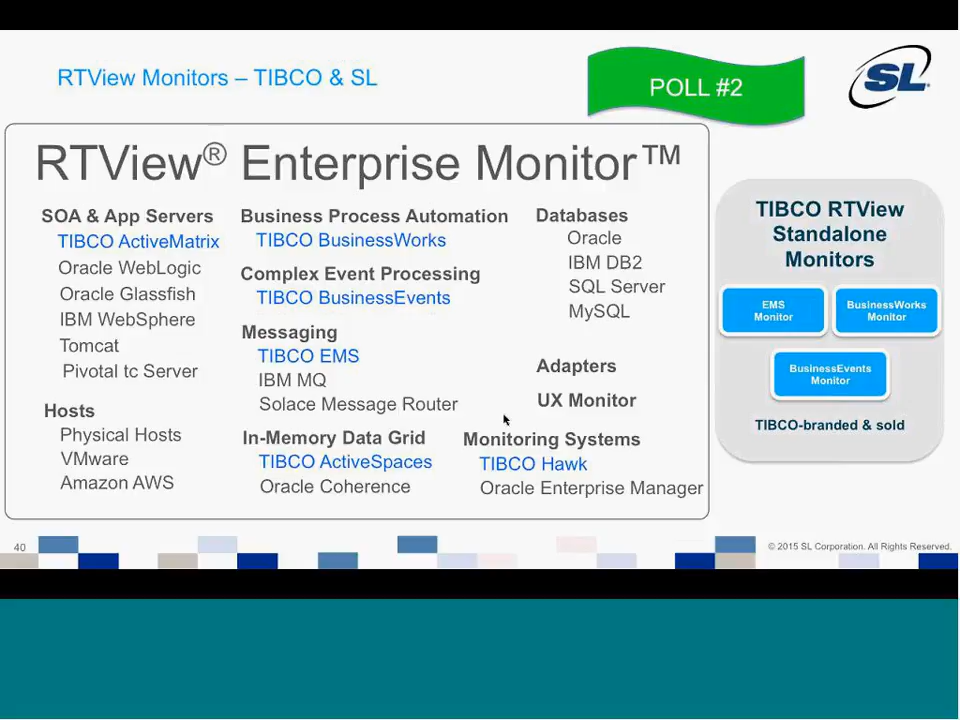 RTView Monitors – TIBCO & SL
POLL #2
SL
RTView® Enterprise Monitor™
SOA & App Servers
TIBCO ActiveMatrix
Oracle WebLogic
Oracle Glassfish
IBM WebSphere
Tomcat
Pivotal tc Server
Hosts
Physical Hosts
VMware
Amazon AWS
Business Process Automation
TIBCO BusinessWorks
Complex Event Processing
TIBCO BusinessEvents
Messaging
TIBCO EMS
IBM MQ
Solace Message Router
In-Memory Data Grid
TIBCO ActiveSpaces
Oracle Coherence
Databases
Oracle
IBM DB2
SQL Server
MySQL
Adapters
UX Monitor
Monitoring Systems
TIBCO Hawk
Oracle Enterprise Manager
TIBCO RTView
Standalone
Monitors
EMS
Monitor
BusinessWorks
Monitor
BusinessEvents
Monitor
TIBCO-branded & sold
40
© 2015 SL Corporation. All Rights Reserved.